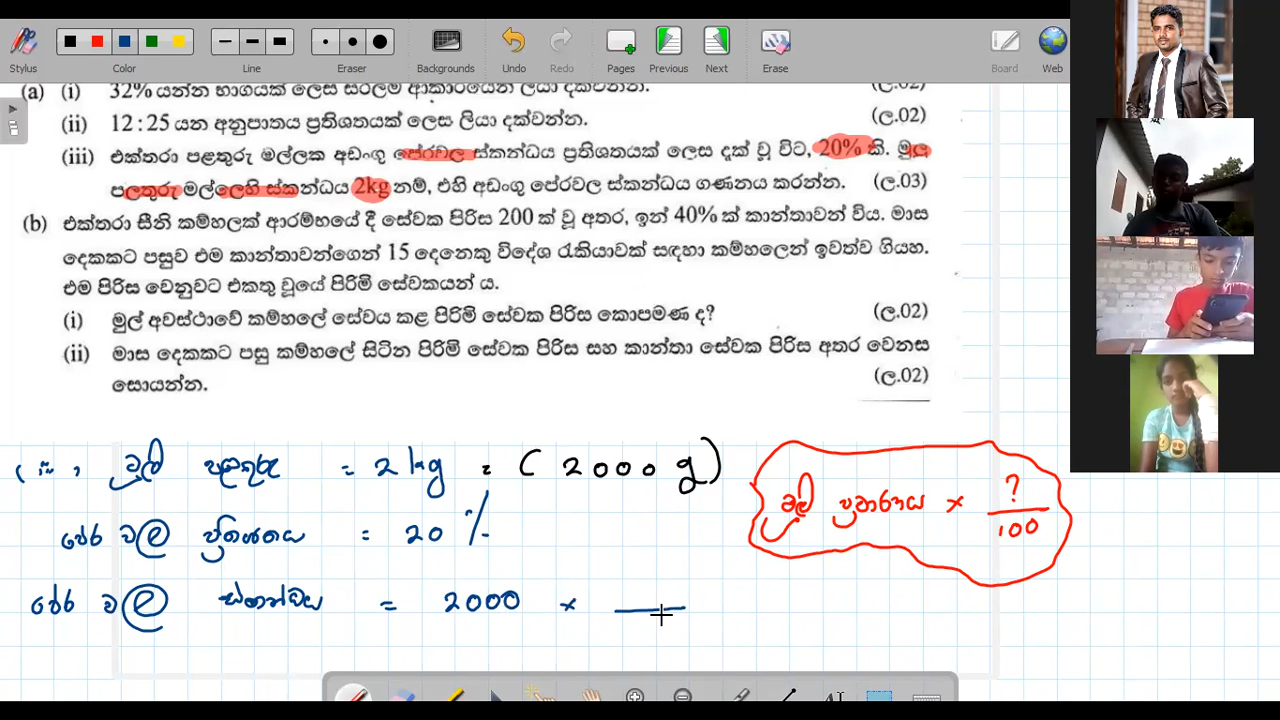 Stylus Color Line Eraser Backgrounds Undo Redo Pages Previous Next Erase Board Web
(a) (i) 32% යන්න භාගයක් ලෙස සරලම ආකාරයෙන් ලියා දක්වන්න. (ල.02)
(ii) 12 : 25 යන අනුපාතය ප්‍රතිශතයක් ලෙස ලියා දක්වන්න. (ල.02)
(iii) එක්තරා පළතුරු මල්ලක අඩංගු පේරවල ස්කන්ධය ප්‍රතිශතයක් ලෙස දැක් වූ විට, 20% කි. මුලු
පලතුරු මල්ලෙහි ස්කන්ධය 2kg නම්, එහි අඩංගු පේරවල ස්කන්ධය ගණනය කරන්න. (ල.03)
(b) එක්තරා සීනි කම්හලක් ආරම්භයේ දී සේවක පිරිස 200 ක් වූ අතර, ඉන් 40% ක් කාන්තාවන් විය. මාස
දෙකකට පසුව එම කාන්තාවන්ගෙන් 15 දෙනෙකු විදේශ රැකියාවක් සඳහා කම්හලෙන් ඉවත්ව ගියහ.
එම පිරිස වෙනුවට එකතු වූයේ පිරිමි සේවකයන් ය.
(i) මුල් අවස්ථාවේ කම්හලේ සේවය කළ පිරිමි සේවක පිරිස කොපමණ ද? (ල.02)
(ii) මාස දෙකකට පසු කම්හලේ සිටින පිරිමි සේවක පිරිස සහ කාන්තා සේවක පිරිස අතර වෙනස
සොයන්න. (ල.02)
මුලු පළතුරු = 2 kg = ( 2000 g )
මුලු ප්‍රමාණය × ?/100
පේර වල ප්‍රතිශතය = 20 %
පේර වල ස්කන්ධය = 2000 ×